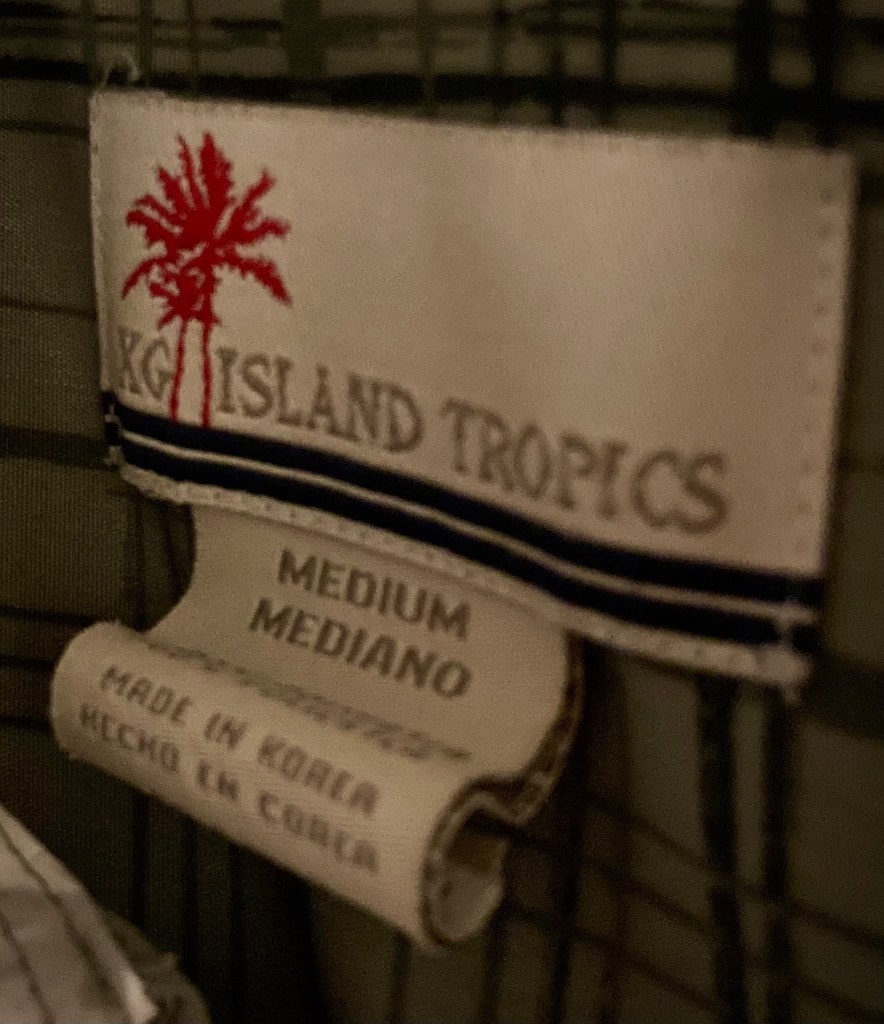 KG ISLAND TROPICS
MEDIUM
MEDIANO
MADE IN KOREA
HECHO EN COREA